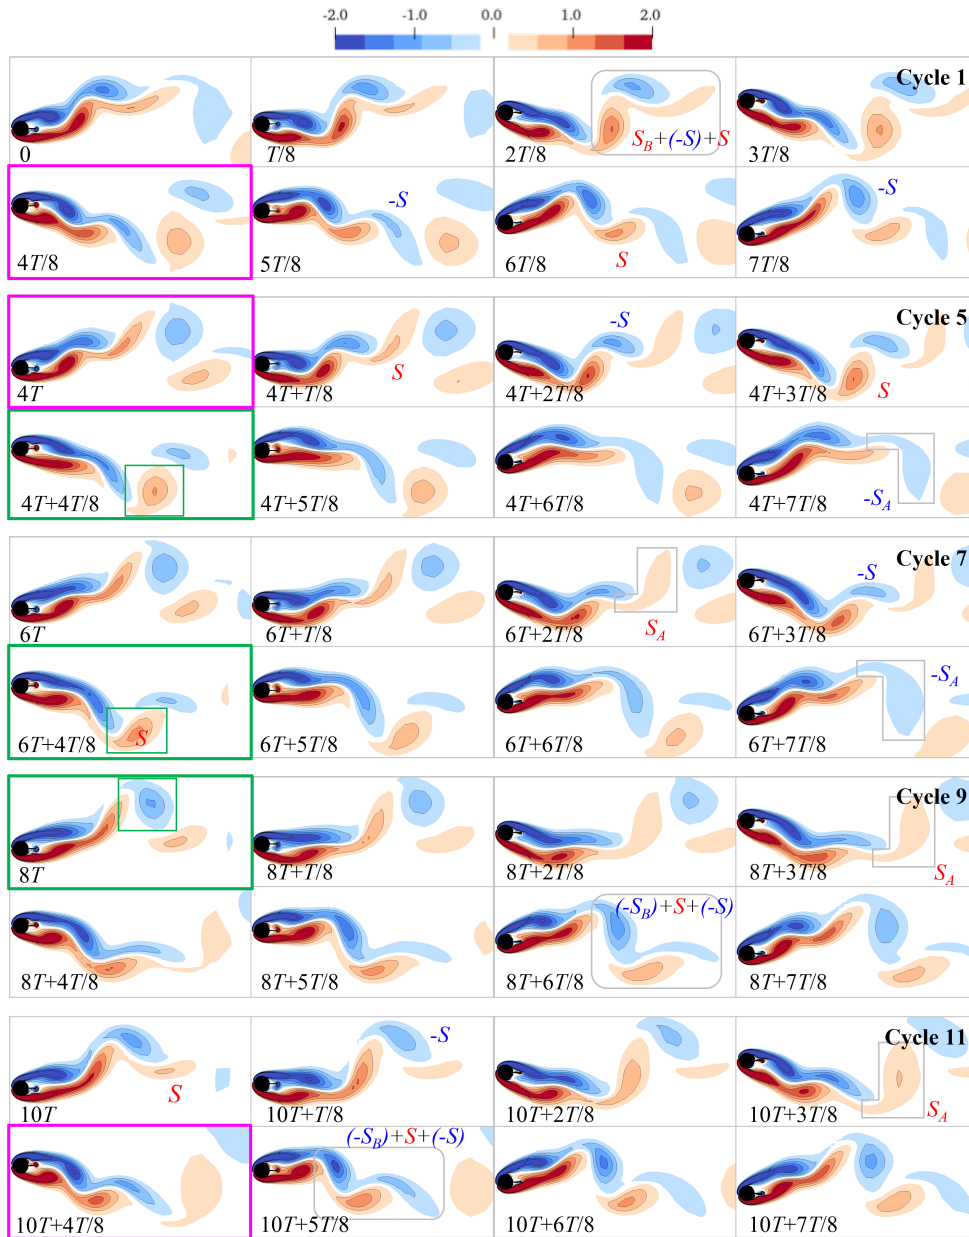 -2.0 -1.0 0.0 1.0 2.0
Cycle 1
S_B+(-S)+S
0 T/8 2T/8 3T/8
-S -S
S
4T/8 5T/8 6T/8 7T/8
Cycle 5
-S
S S
4T 4T+T/8 4T+2T/8 4T+3T/8
-S_A
4T+4T/8 4T+5T/8 4T+6T/8 4T+7T/8
Cycle 7
-S
S_A
6T 6T+T/8 6T+2T/8 6T+3T/8
-S_A
S
6T+4T/8 6T+5T/8 6T+6T/8 6T+7T/8
Cycle 9
S_A
8T 8T+T/8 8T+2T/8 8T+3T/8
(-S_B)+S+(-S)
8T+4T/8 8T+5T/8 8T+6T/8 8T+7T/8
Cycle 11
-S
S S_A
10T 10T+T/8 10T+2T/8 10T+3T/8
(-S_B)+S+(-S)
10T+4T/8 10T+5T/8 10T+6T/8 10T+7T/8